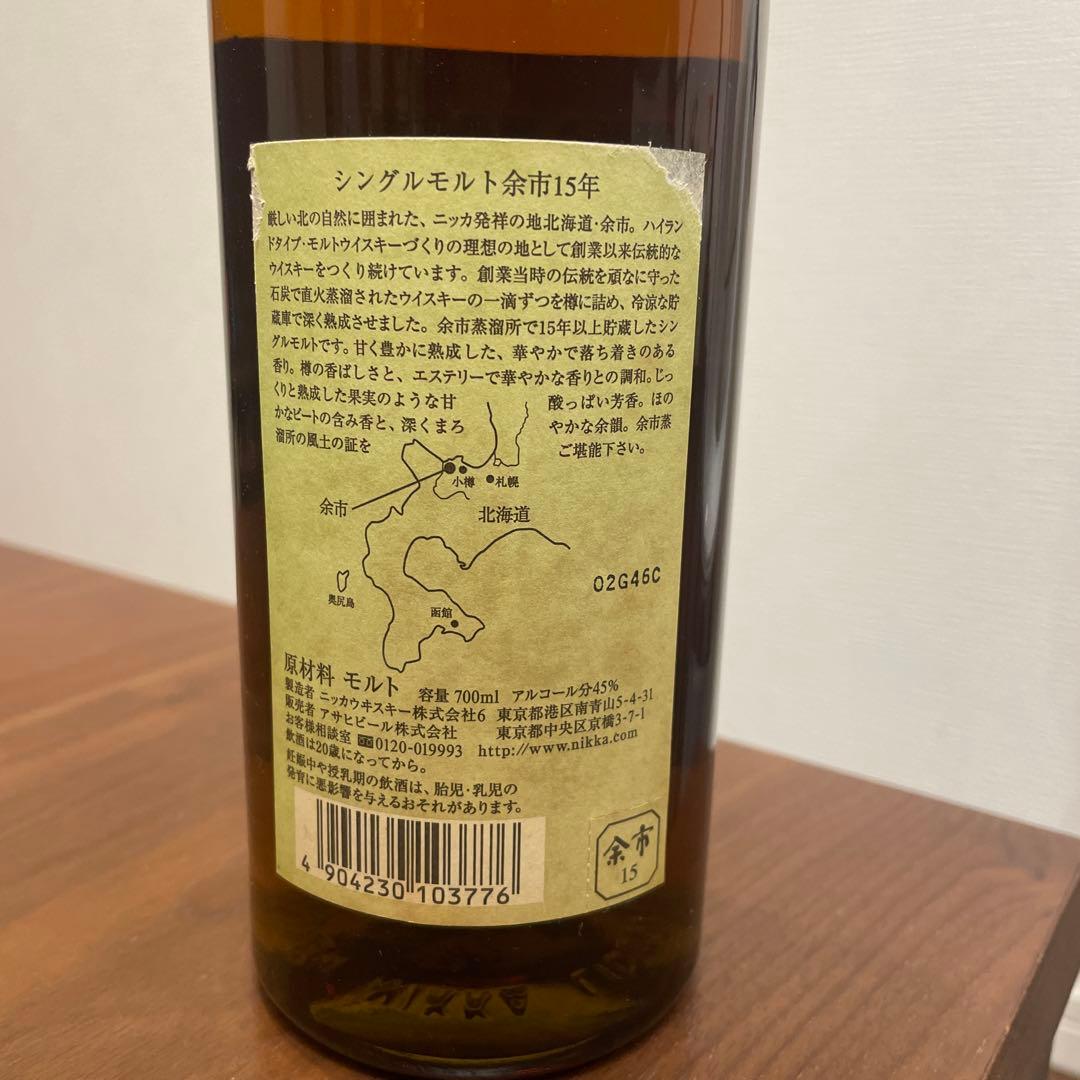 シングルモルト余市15年
厳しい北の自然に囲まれた、ニッカ発祥の地北海道・余市。ハイラン
ドタイプ・モルトウイスキーづくりの理想の地として創業以来伝統的な
ウイスキーをつくり続けています。創業当時の伝統を頑なに守った
石炭で直火蒸溜されたウイスキーの一滴ずつを樽に詰め、冷涼な貯
蔵庫で深く熟成させました。余市蒸溜所で15年以上貯蔵したシン
グルモルトです。甘く豊かに熟成した、華やかで落ち着きのある
香り。樽の香ばしさと、エステリーで華やかな香りとの調和。じっ
くりと熟成した果実のような甘酸っぱい芳香。ほの
かなピートの含み香と、深くまろやかな余韻。余市蒸
溜所の風土の証をご堪能下さい。
小樽 札幌
余市 北海道
02G46C
奥尻島
函館
原材料 モルト 容量 700ml アルコール分45%
製造者 ニッカウヰスキー株式会社6 東京都港区南青山5-4-31
販売者 アサヒビール株式会社 東京都中央区京橋3-7-1
お客様相談室 0120-019993 http://www.nikka.com
飲酒は20歳になってから。
妊娠中や授乳期の飲酒は、胎児・乳児の
発育に悪影響を与えるおそれがあります。
4 904230 103776
余市
15